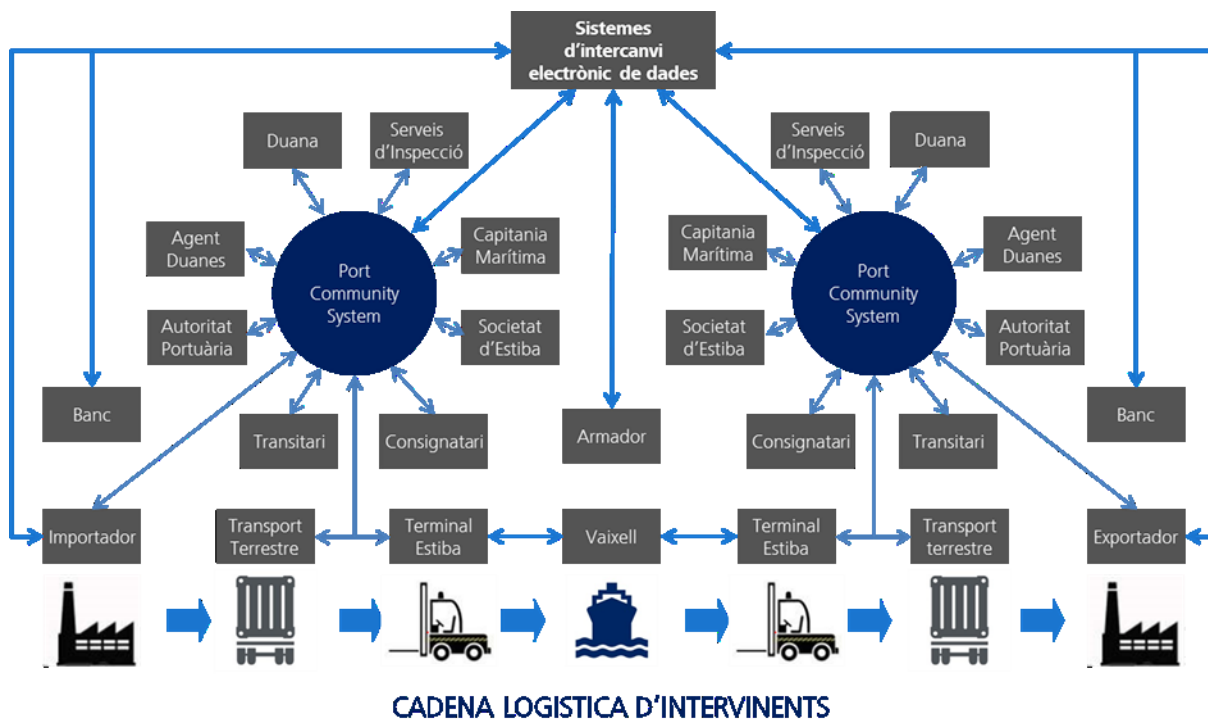 Sistemes
d'intercanvi
electrònic de dades
Duana
Serveis
d'Inspecció
Serveis
d'Inspecció
Duana
Agent
Duanes
Capitania
Marítima
Capitania
Marítima
Agent
Duanes
Port
Community
System
Port
Community
System
Autoritat
Portuària
Societat
d'Estiba
Societat
d'Estiba
Autoritat
Portuària
Banc
Transitari
Consignatari
Armador
Consignatari
Transitari
Banc
Importador
Transport
Terrestre
Terminal
Estiba
Vaixell
Terminal
Estiba
Transport
terrestre
Exportador
CADENA LOGISTICA D'INTERVINENTS